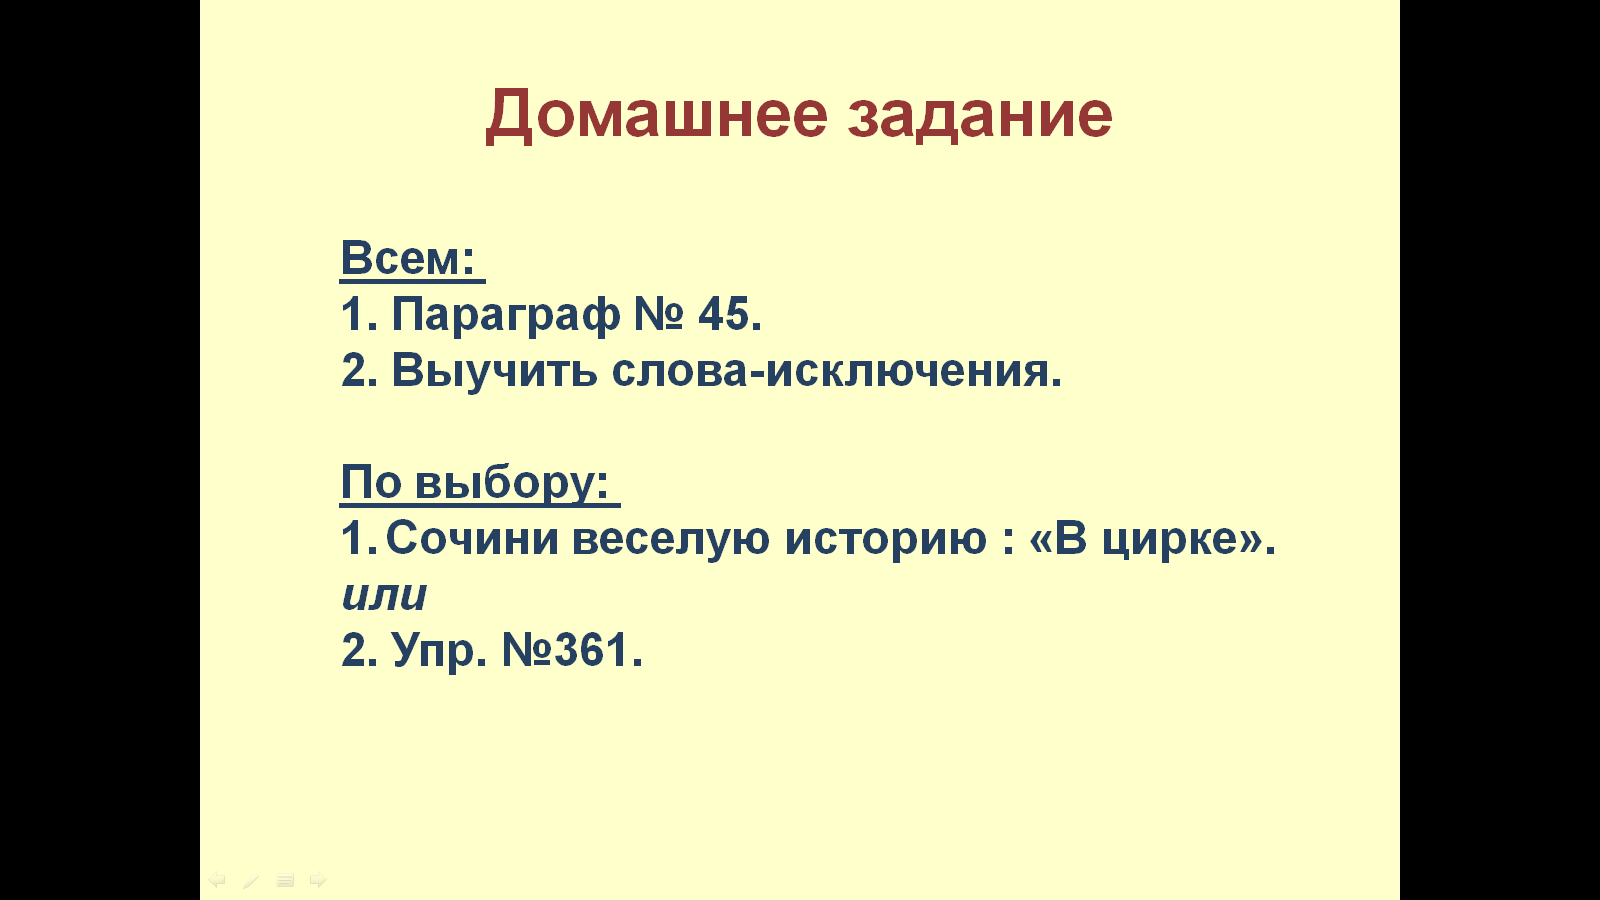 Домашнее задание
Всем:
1. Параграф № 45.
2. Выучить слова-исключения.
По выбору:
1. Сочини веселую историю : «В цирке».
или
2. Упр. №361.